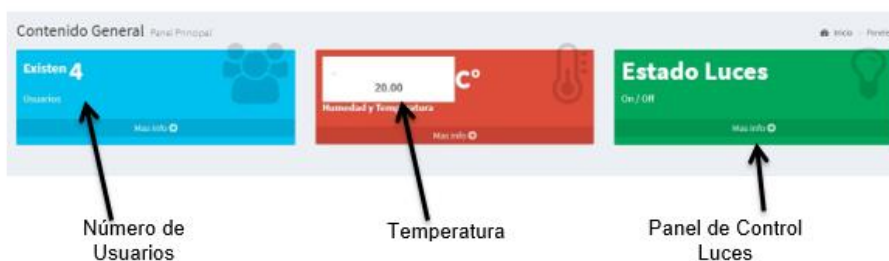 Contenido General Panel Principal
Inicio
Existen 4
Usuarios
Mas info
20.00
C°
Humedad y Temperatura
Mas info
Estado Luces
On / Off
Mas info
Número de
Usuarios
Temperatura
Panel de Control
Luces